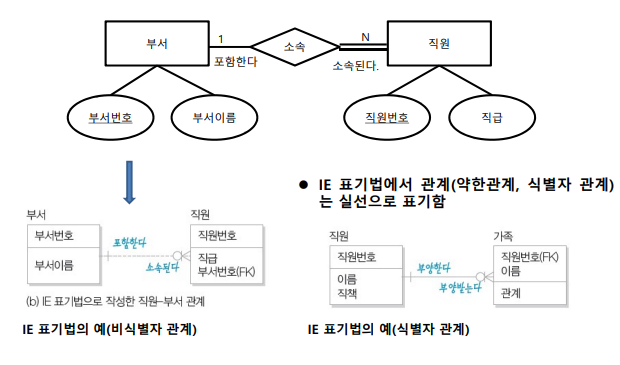 부서
1
포함한다
소속
N
소속된다.
직원
부서번호
부서이름
직원번호
직급
● IE 표기법에서 관계(약한관계, 식별자 관계)
는 실선으로 표기함
부서
부서번호
부서이름
포함한다
소속된다
직원
직원번호
직급
부서번호(FK)
(b) IE 표기법으로 작성한 직원-부서 관계
IE 표기법의 예(비식별자 관계)
직원
직원번호
이름
직책
부양한다
부양받는다
가족
직원번호(FK)
이름
관계
IE 표기법의 예(식별자 관계)